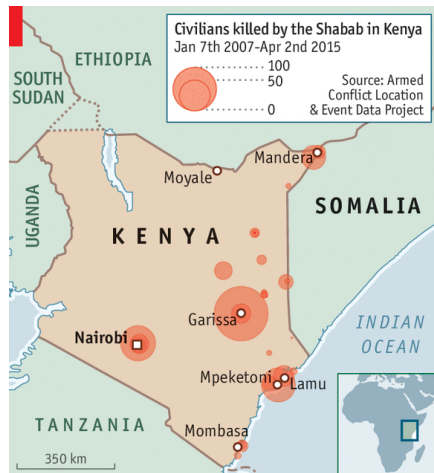 Civilians killed by the Shabab in Kenya
Jan 7th 2007-Apr 2nd 2015
100
50
0
Source: Armed
Conflict Location
& Event Data Project
ETHIOPIA
SOUTH
SUDAN
Mandera
Moyale
UGANDA
SOMALIA
KENYA
Garissa
Nairobi
INDIAN
OCEAN
Mpeketoni
Lamu
TANZANIA
Mombasa
350 km